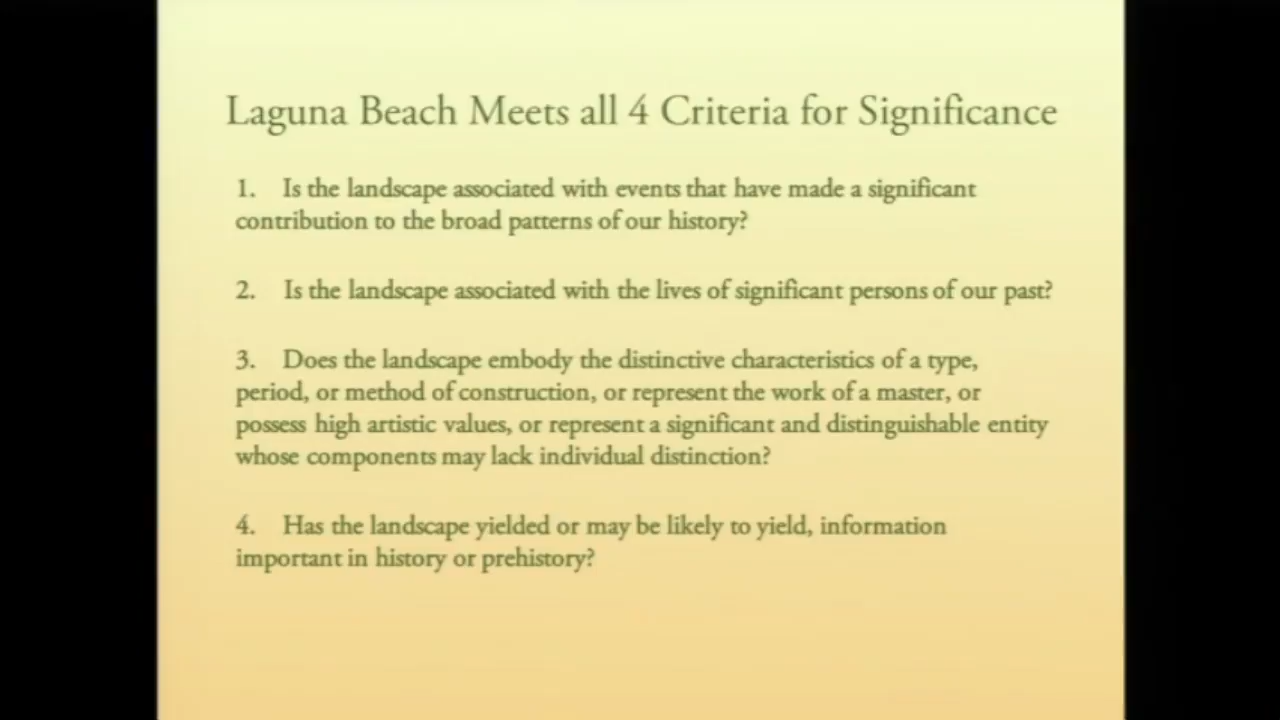 Laguna Beach Meets all 4 Criteria for Significance
1. Is the landscape associated with events that have made a significant
contribution to the broad patterns of our history?
2. Is the landscape associated with the lives of significant persons of our past?
3. Does the landscape embody the distinctive characteristics of a type,
period, or method of construction, or represent the work of a master, or
possess high artistic values, or represent a significant and distinguishable entity
whose components may lack individual distinction?
4. Has the landscape yielded or may be likely to yield, information
important in history or prehistory?